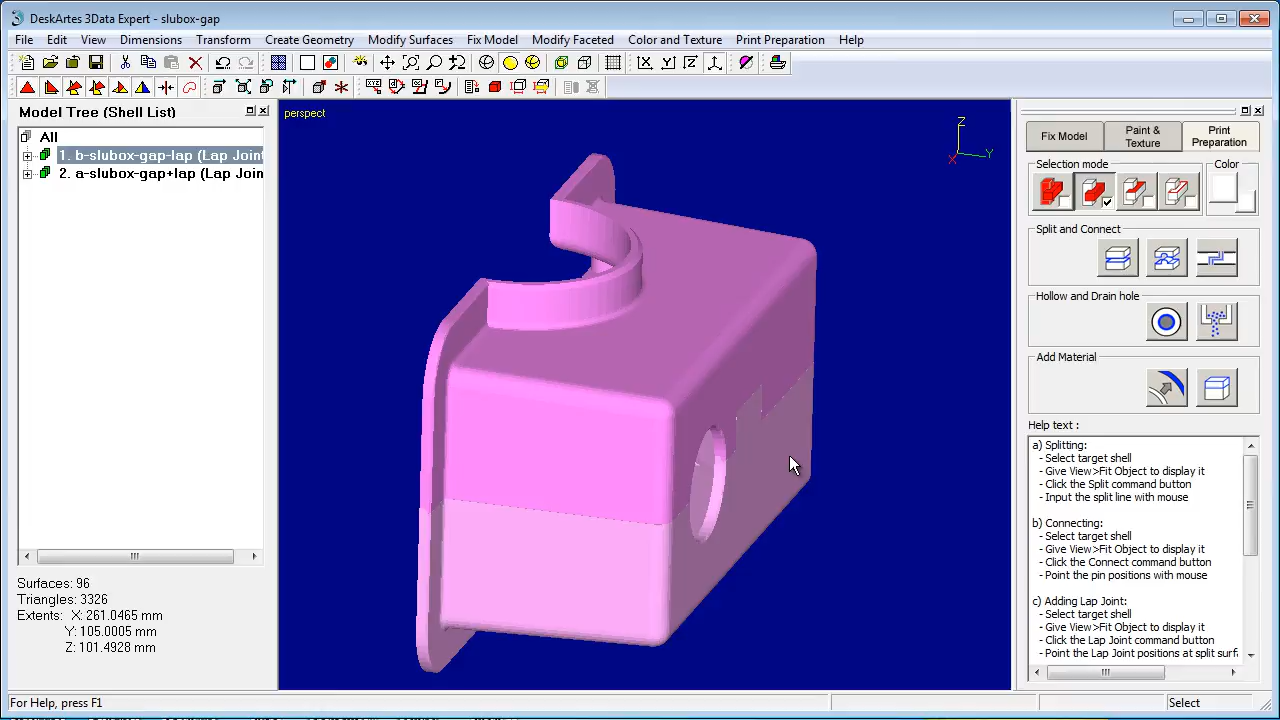 DeskArtes 3Data Expert - slubox-gap
File Edit View Dimensions Transform Create Geometry Modify Surfaces Fix Model Modify Faceted Color and Texture Print Preparation Help
Model Tree (Shell List)
All
1. b-slubox-gap-lap (Lap Join
2. a-slubox-gap+lap (Lap Join
Surfaces: 96
Triangles: 3326
Extents: X: 261.0465 mm
Y: 105.0005 mm
Z: 101.4928 mm
perspect
Z
X
Y
Fix Model
Paint & Texture
Print Preparation
Selection mode
Color
Split and Connect
Hollow and Drain hole
Add Material
Help text :
a) Splitting:
- Select target shell
- Give View>Fit Object to display it
- Click the Split command button
- Input the split line with mouse
b) Connecting:
- Select target shell
- Give View>Fit Object to display it
- Click the Connect command button
- Point the pin positions with mouse
c) Adding Lap Joint:
- Select target shell
- Give View>Fit Object to display it
- Click the Lap Joint command button
- Point the Lap Joint positions at split surf
For Help, press F1
Select